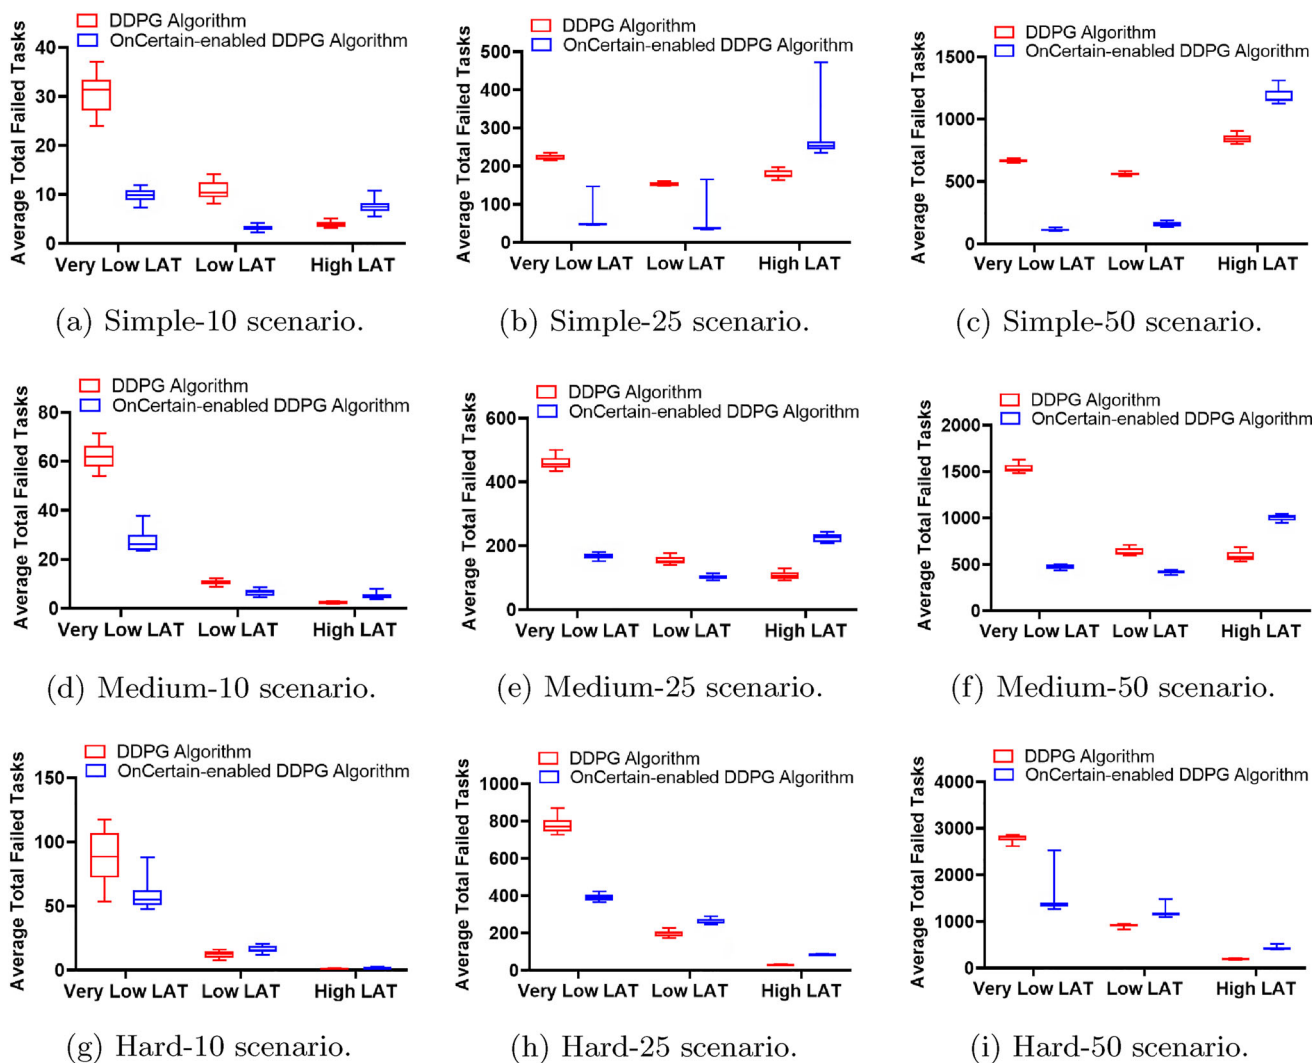 DDPG Algorithm
OnCertain-enabled DDPG Algorithm
Average Total Failed Tasks
40
30
20
10
0
Very Low LAT Low LAT High LAT
(a) Simple-10 scenario.
DDPG Algorithm
OnCertain-enabled DDPG Algorithm
Average Total Failed Tasks
500
400
300
200
100
0
Very Low LAT Low LAT High LAT
(b) Simple-25 scenario.
DDPG Algorithm
OnCertain-enabled DDPG Algorithm
Average Total Failed Tasks
1500
1000
500
0
Very Low LAT Low LAT High LAT
(c) Simple-50 scenario.
DDPG Algorithm
OnCertain-enabled DDPG Algorithm
Average Total Failed Tasks
80
60
40
20
0
Very Low LAT Low LAT High LAT
(d) Medium-10 scenario.
DDPG Algorithm
OnCertain-enabled DDPG Algorithm
Average Total Failed Tasks
600
400
200
0
Very Low LAT Low LAT High LAT
(e) Medium-25 scenario.
DDPG Algorithm
OnCertain-enabled DDPG Algorithm
Average Total Failed Tasks
2000
1500
1000
500
0
Very Low LAT Low LAT High LAT
(f) Medium-50 scenario.
DDPG Algorithm
OnCertain-enabled DDPG Algorithm
Average Total Failed Tasks
150
100
50
0
Very Low LAT Low LAT High LAT
(g) Hard-10 scenario.
DDPG Algorithm
OnCertain-enabled DDPG Algorithm
Average Total Failed Tasks
1000
800
600
400
200
0
Very Low LAT Low LAT High LAT
(h) Hard-25 scenario.
DDPG Algorithm
OnCertain-enabled DDPG Algorithm
Average Total Failed Tasks
4000
3000
2000
1000
0
Very Low LAT Low LAT High LAT
(i) Hard-50 scenario.